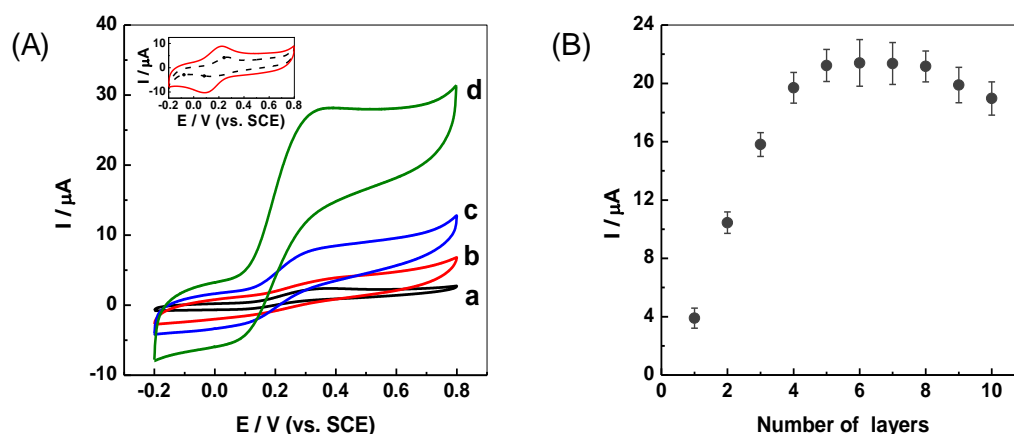 (A)
I / μA
40
30
20
10
0
-10
-0.2 0.0 0.2 0.4 0.6 0.8
E / V (vs. SCE)
d
c
b
a
I / μA
10
0
-10
-0.2 0.0 0.2 0.4 0.6 0.8
E / V (vs. SCE)
(B)
I / μA
24
20
16
12
8
4
0
0 2 4 6 8 10
Number of layers